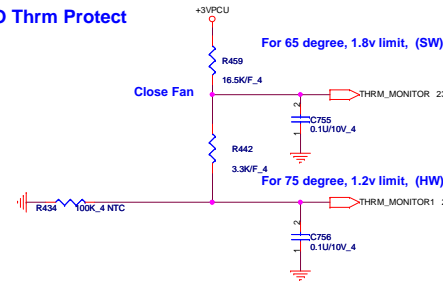 Thrm Protect
+3VPCU
For 65 degree, 1.8v limit, (SW)
R459
16.5K/F_4
Close Fan
THRM_MONITOR
2
C755
0.1U/10V_4
1
R442
3.3K/F_4
For 75 degree, 1.2v limit, (HW)
R434
100K_4 NTC
THRM_MONITOR1
2
C756
0.1U/10V_4
1